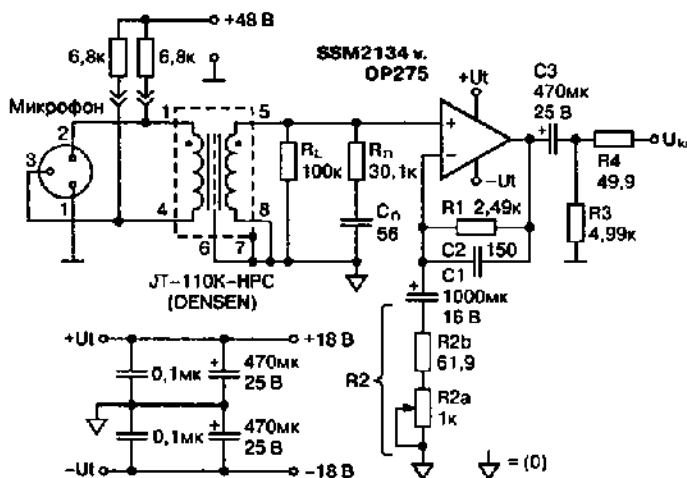 +48 В
6,8к
6,8к
SSM2134 v.
OP275
Микрофон
+Ut
C3
470мк
25 В
1
5
2
3
1
4
6
7
8
+
−
−Ut
+
RL
100к
Rп
30,1к
Cп
56
R1 2,49к
C2 150
C1
1000мк
16 В
+
R4
49,9
R3
4,99к
JT-110K-HPC
(DENSEN)
R2
R2b
61,9
R2a
1к
+Ut
+18 В
0,1мк
+
470мк
25 В
0,1мк
+
470мк
25 В
−Ut
−18 В
= (0)